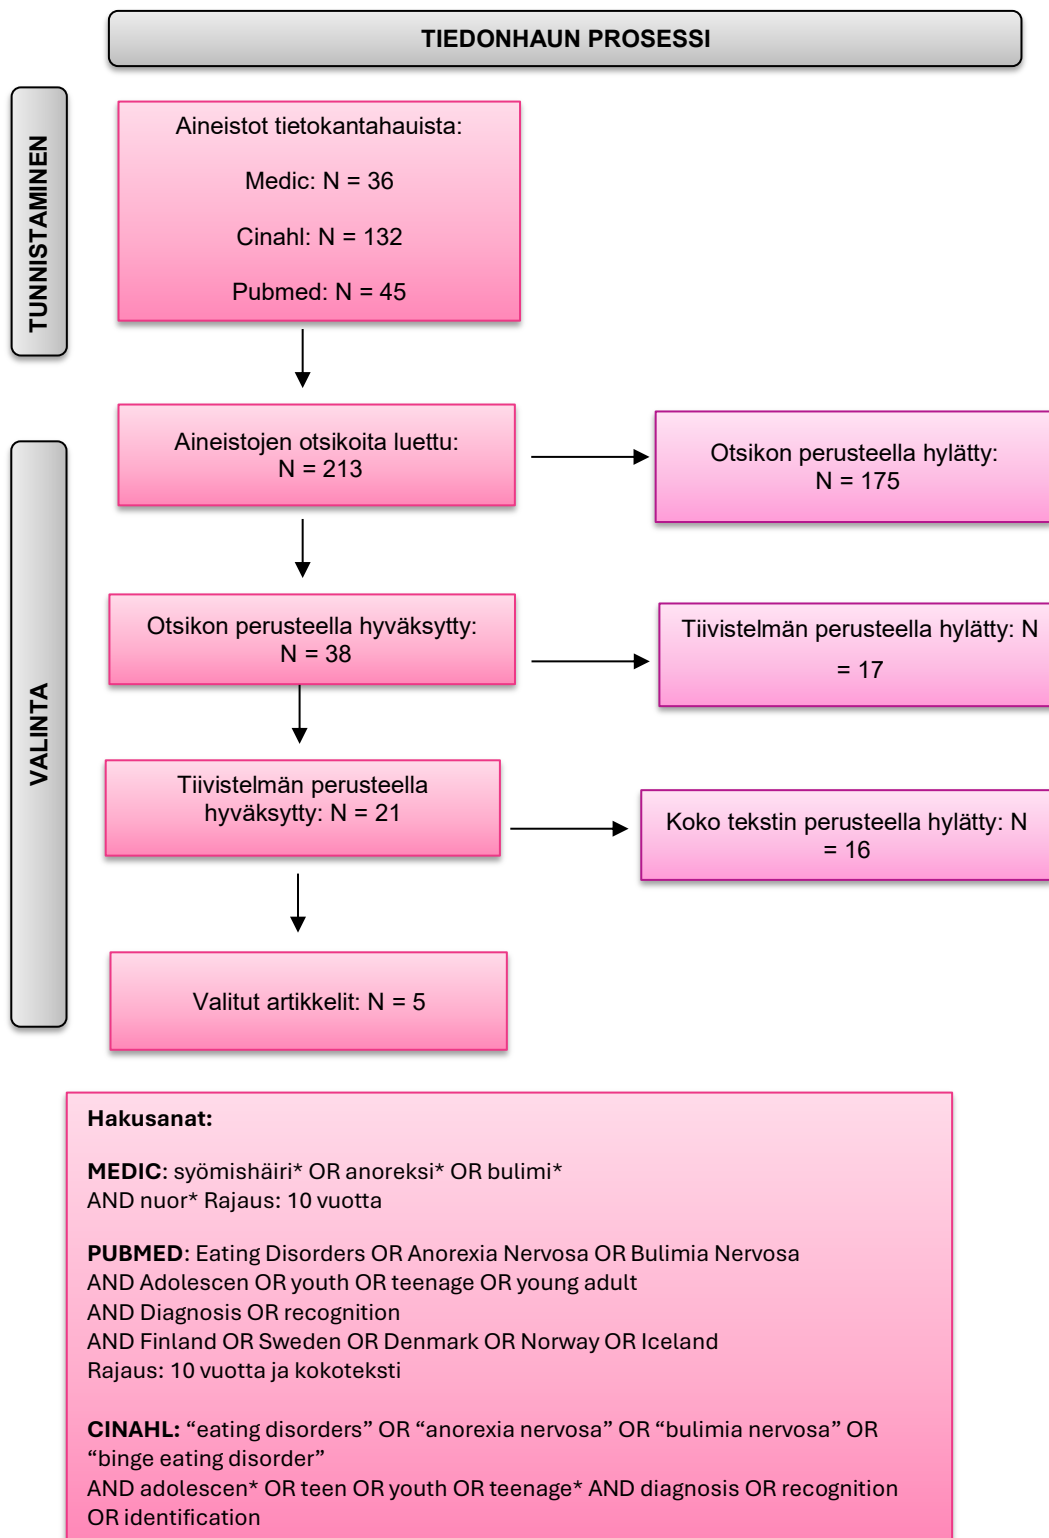 TIEDONHAUN PROSESSI
TUNNISTAMINEN
Aineistot tietokantahauista:
Medic: N = 36
Cinahl: N = 132
Pubmed: N = 45
VALINTA
Aineistojen otsikoita luettu:
N = 213
Otsikon perusteella hylätty:
N = 175
Otsikon perusteella hyväksytty:
N = 38
Tiivistelmän perusteella hylätty: N
= 17
Tiivistelmän perusteella
hyväksytty: N = 21
Koko tekstin perusteella hylätty: N
= 16
Valitut artikkelit: N = 5
Hakusanat:
MEDIC: syömishäiri* OR anoreksi* OR bulimi*
AND nuor* Rajaus: 10 vuotta
PUBMED: Eating Disorders OR Anorexia Nervosa OR Bulimia Nervosa
AND Adolescen OR youth OR teenage OR young adult
AND Diagnosis OR recognition
AND Finland OR Sweden OR Denmark OR Norway OR Iceland
Rajaus: 10 vuotta ja kokoteksti
CINAHL: “eating disorders” OR “anorexia nervosa” OR “bulimia nervosa” OR
“binge eating disorder”
AND adolescen* OR teen OR youth OR teenage* AND diagnosis OR recognition
OR identification